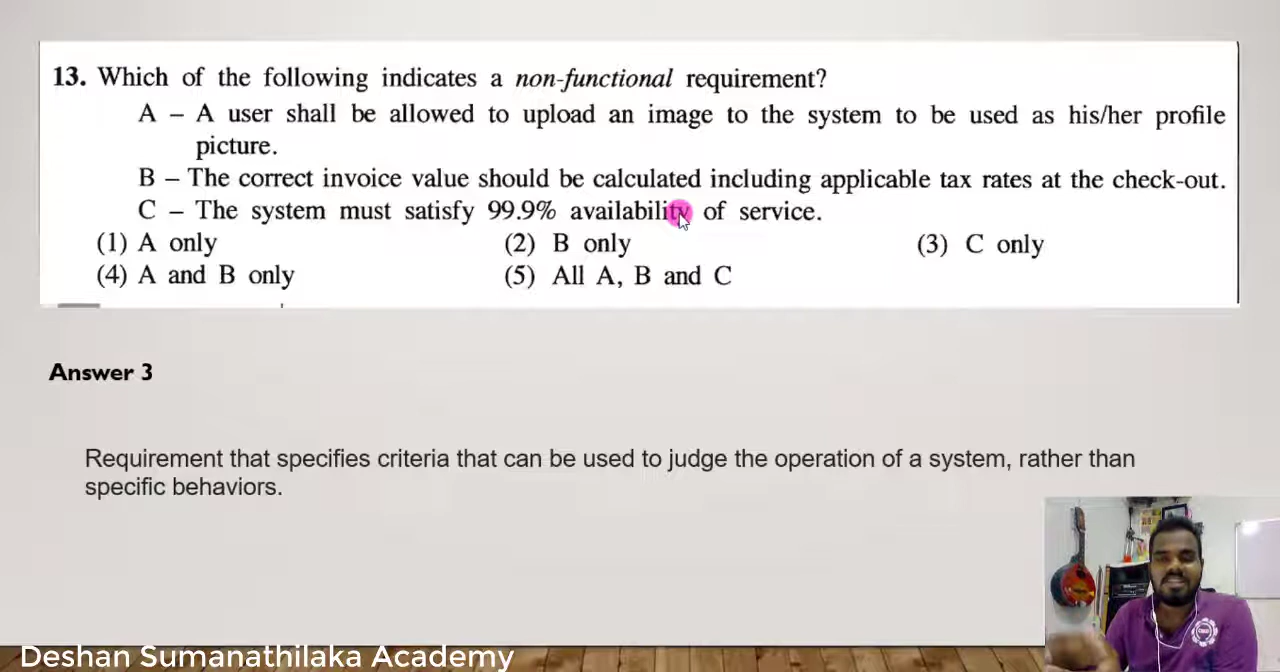 13. Which of the following indicates a non-functional requirement?
A – A user shall be allowed to upload an image to the system to be used as his/her profile
picture.
B – The correct invoice value should be calculated including applicable tax rates at the check-out.
C – The system must satisfy 99.9% availability of service.
(1) A only (2) B only (3) C only
(4) A and B only (5) All A, B and C
Answer 3
Requirement that specifies criteria that can be used to judge the operation of a system, rather than
specific behaviors.
Deshan Sumanathilaka Academy